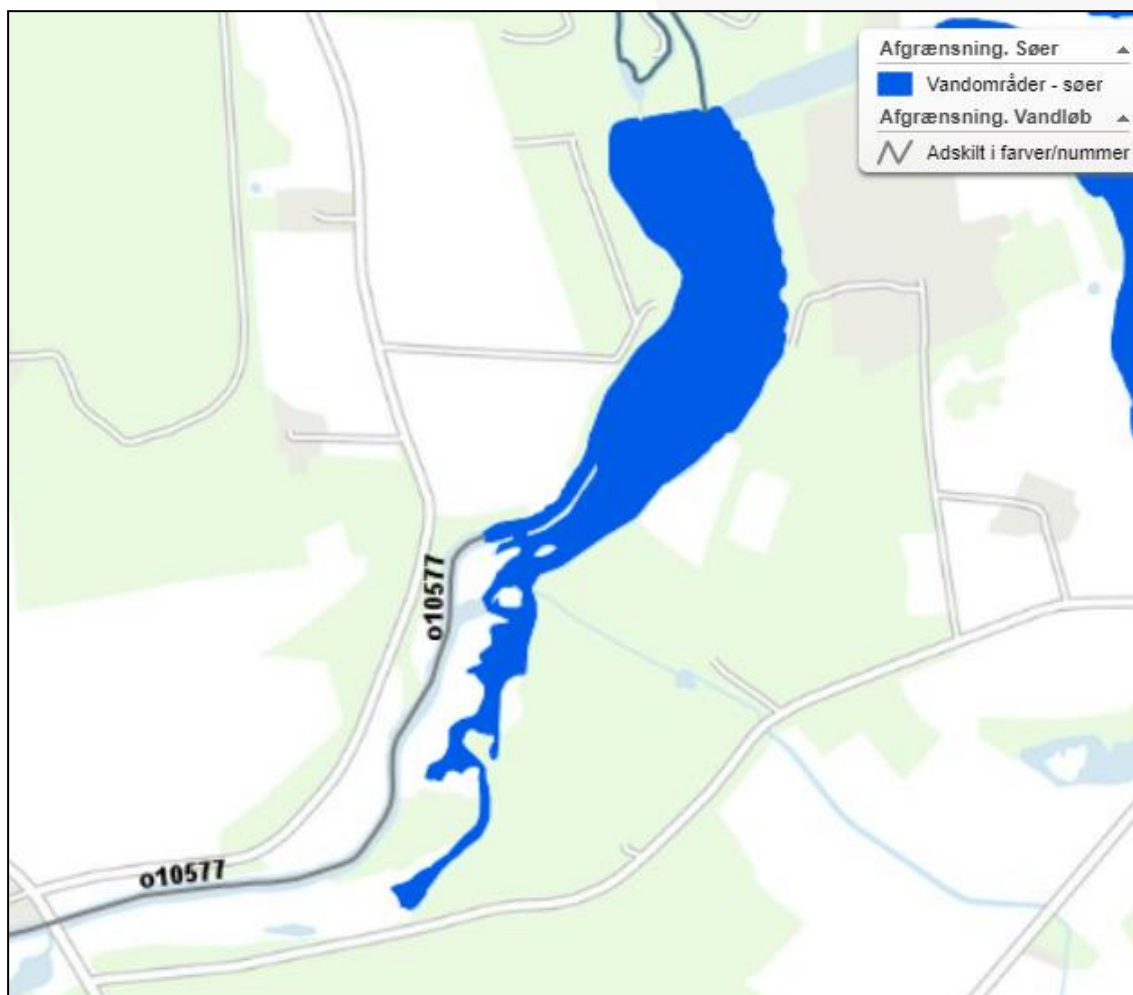 Afgrænsning. Søer
Vandområder - søer
Afgrænsning. Vandløb
Adskilt i farver/nummer
o10577
o10577